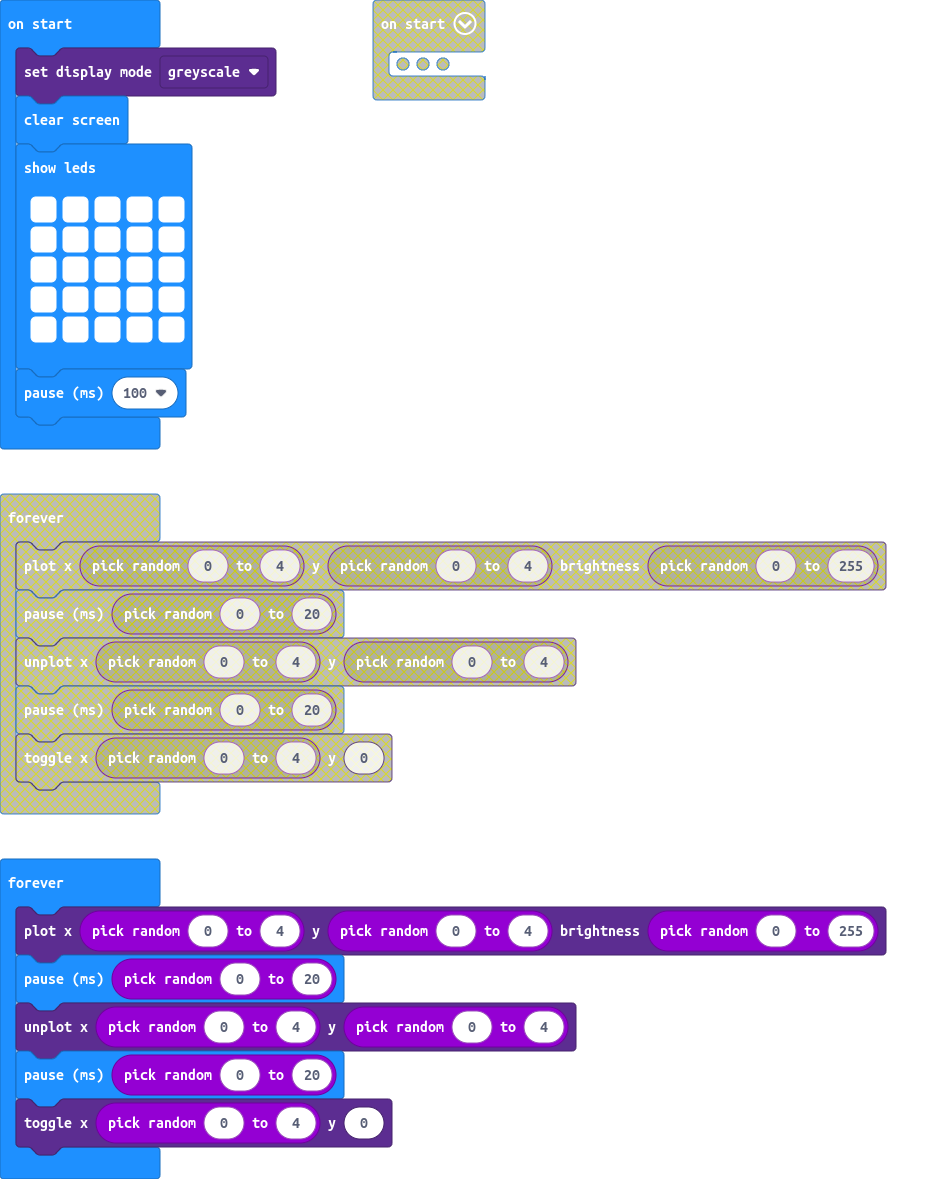 on start
set display mode greyscale
clear screen
show leds
pause (ms) 100
on start
forever
plot x pick random 0 to 4 y pick random 0 to 4 brightness pick random 0 to 255
pause (ms) pick random 0 to 20
unplot x pick random 0 to 4 y pick random 0 to 4
pause (ms) pick random 0 to 20
toggle x pick random 0 to 4 y 0
forever
plot x pick random 0 to 4 y pick random 0 to 4 brightness pick random 0 to 255
pause (ms) pick random 0 to 20
unplot x pick random 0 to 4 y pick random 0 to 4
pause (ms) pick random 0 to 20
toggle x pick random 0 to 4 y 0